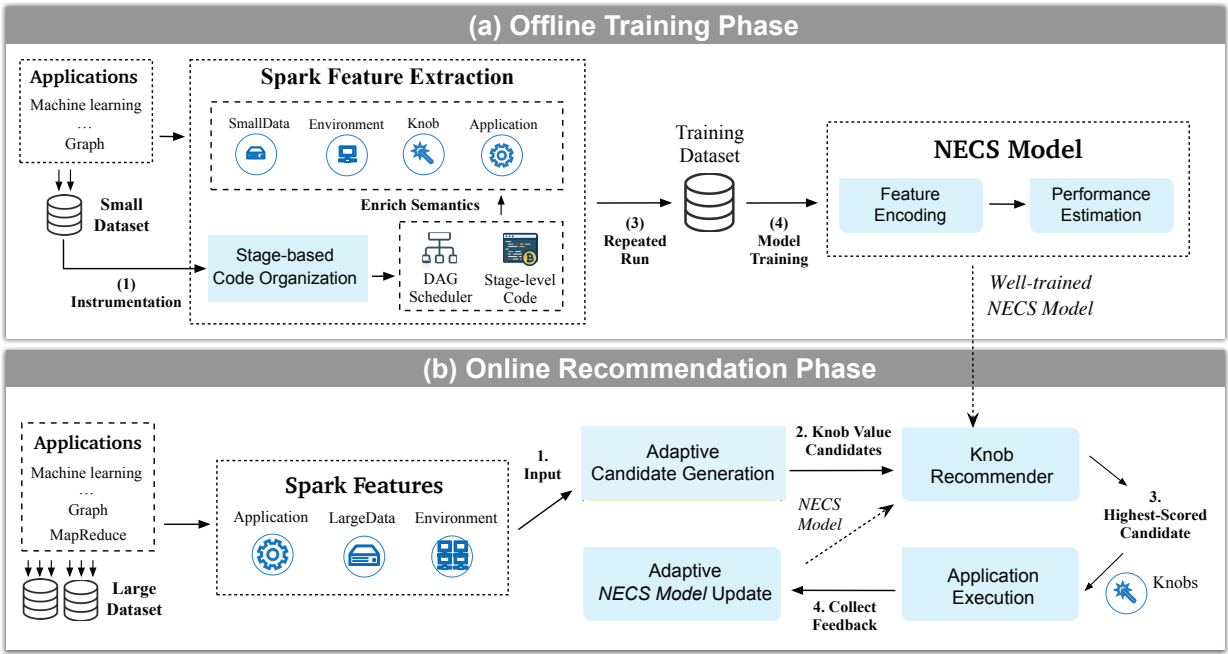 (a) Offline Training Phase
Applications
Machine learning
...
Graph
Small
Dataset
(1)
Instrumentation
Spark Feature Extraction
SmallData
Environment
Knob
Application
Enrich Semantics
Stage-based
Code Organization
DAG
Scheduler
Stage-level
Code
(3)
Repeated
Run
Training
Dataset
(4)
Model
Training
NECS Model
Feature
Encoding
Performance
Estimation
Well-trained
NECS Model
(b) Online Recommendation Phase
Applications
Machine learning
...
Graph
MapReduce
Large
Dataset
Spark Features
Application
LargeData
Environment
1.
Input
Adaptive
Candidate Generation
2. Knob Value
Candidates
Knob
Recommender
NECS
Model
3.
Highest-Scored
Candidate
Knobs
Adaptive
NECS Model Update
4. Collect
Feedback
Application
Execution